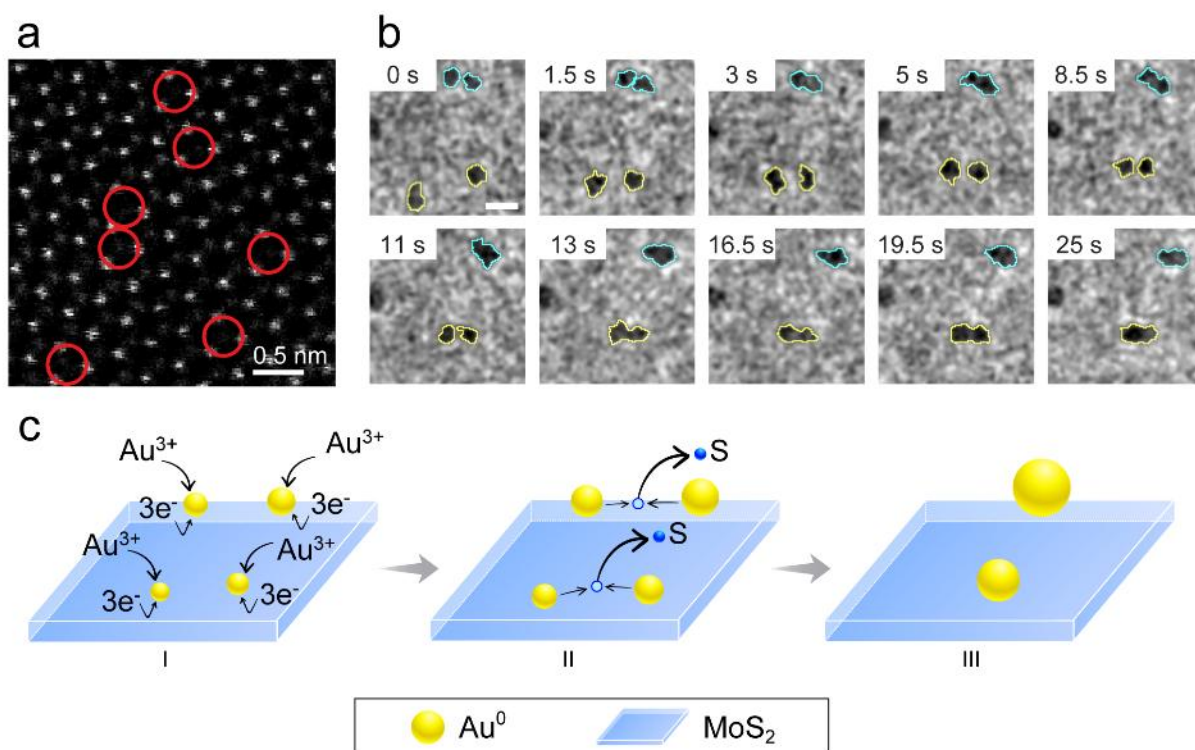 a
b
0 s
1.5 s
3 s
5 s
8.5 s
0.5 nm
11 s
13 s
16.5 s
19.5 s
25 s
c
Au³⁺
Au³⁺
3e⁻
3e⁻
Au³⁺
Au³⁺
3e⁻
3e⁻
I
S
S
II
III
Au⁰
MoS₂